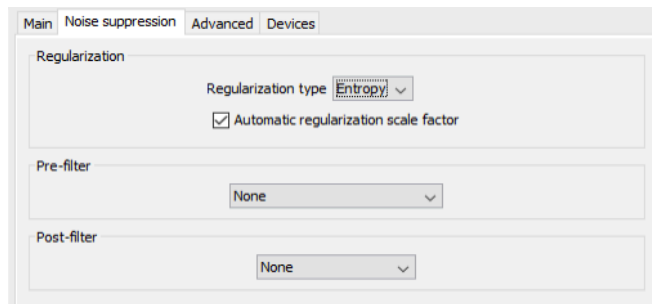 Main Noise suppression Advanced Devices
Regularization
Regularization type Entropy
Automatic regularization scale factor
Pre-filter
None
Post-filter
None